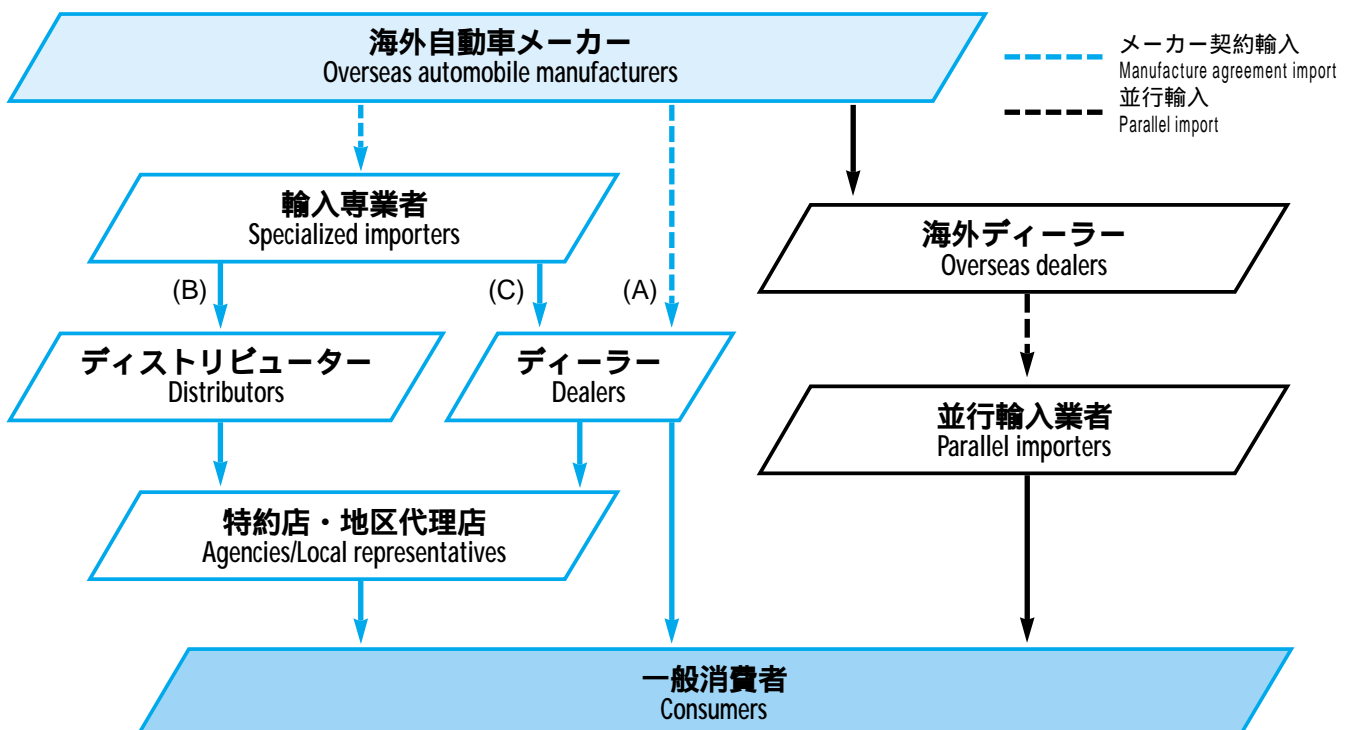 海外自動車メーカー
Overseas automobile manufacturers
メーカー契約輸入
Manufacture agreement import
並行輸入
Parallel import
輸入専業者
Specialized importers
海外ディーラー
Overseas dealers
(B)
(C)
(A)
ディストリビューター
Distributors
ディーラー
Dealers
並行輸入業者
Parallel importers
特約店・地区代理店
Agencies/Local representatives
一般消費者
Consumers